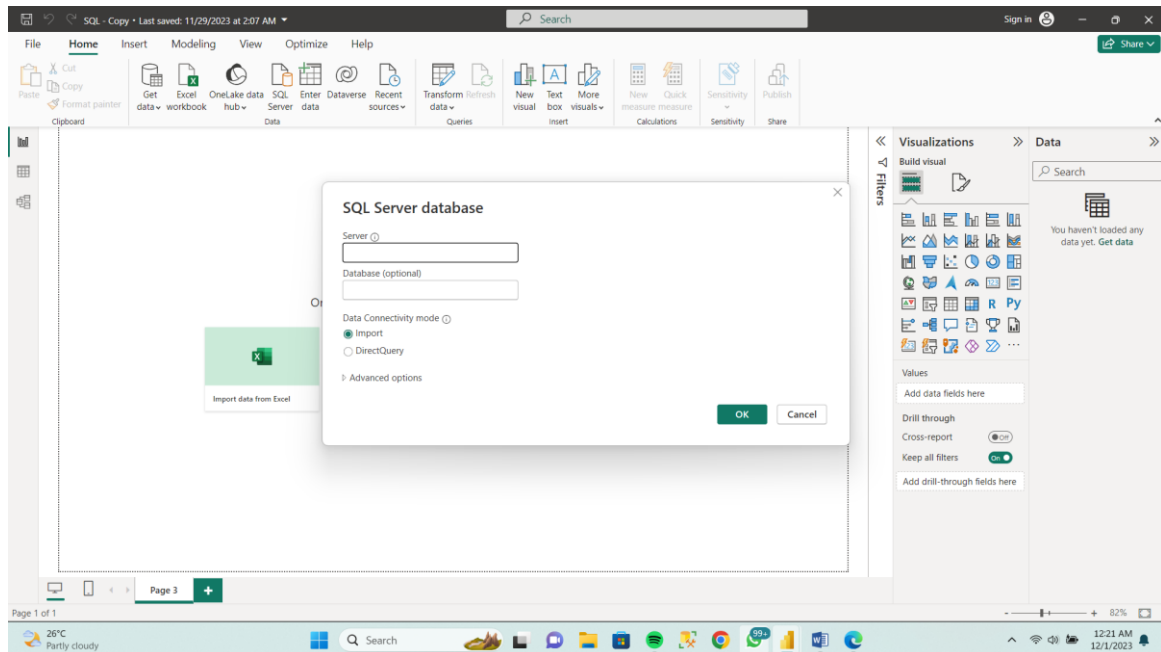 SQL - Copy • Last saved: 11/29/2023 at 2:07 AM
Search
Sign in
File Home Insert Modeling View Optimize Help
Share
Paste
Cut
Copy
Format painter
Clipboard
Get data
Excel workbook
OneLake data hub
SQL Server
Enter data
Dataverse
Recent sources
Data
Transform data
Refresh
Queries
New visual
Text box
More visuals
Insert
New measure
Quick measure
Calculations
Sensitivity
Sensitivity
Publish
Share
SQL Server database
Server
Database (optional)
Data Connectivity mode
Import
DirectQuery
Advanced options
OK Cancel
Import data from Excel
Filters
Visualizations
Build visual
R Py
Values
Add data fields here
Drill through
Cross-report
Off
Keep all filters
On
Add drill-through fields here
Data
Search
You haven't loaded any
data yet. Get data
Page 3
Page 1 of 1
82%
26°C
Partly cloudy
Search
99+
12:21 AM
12/1/2023